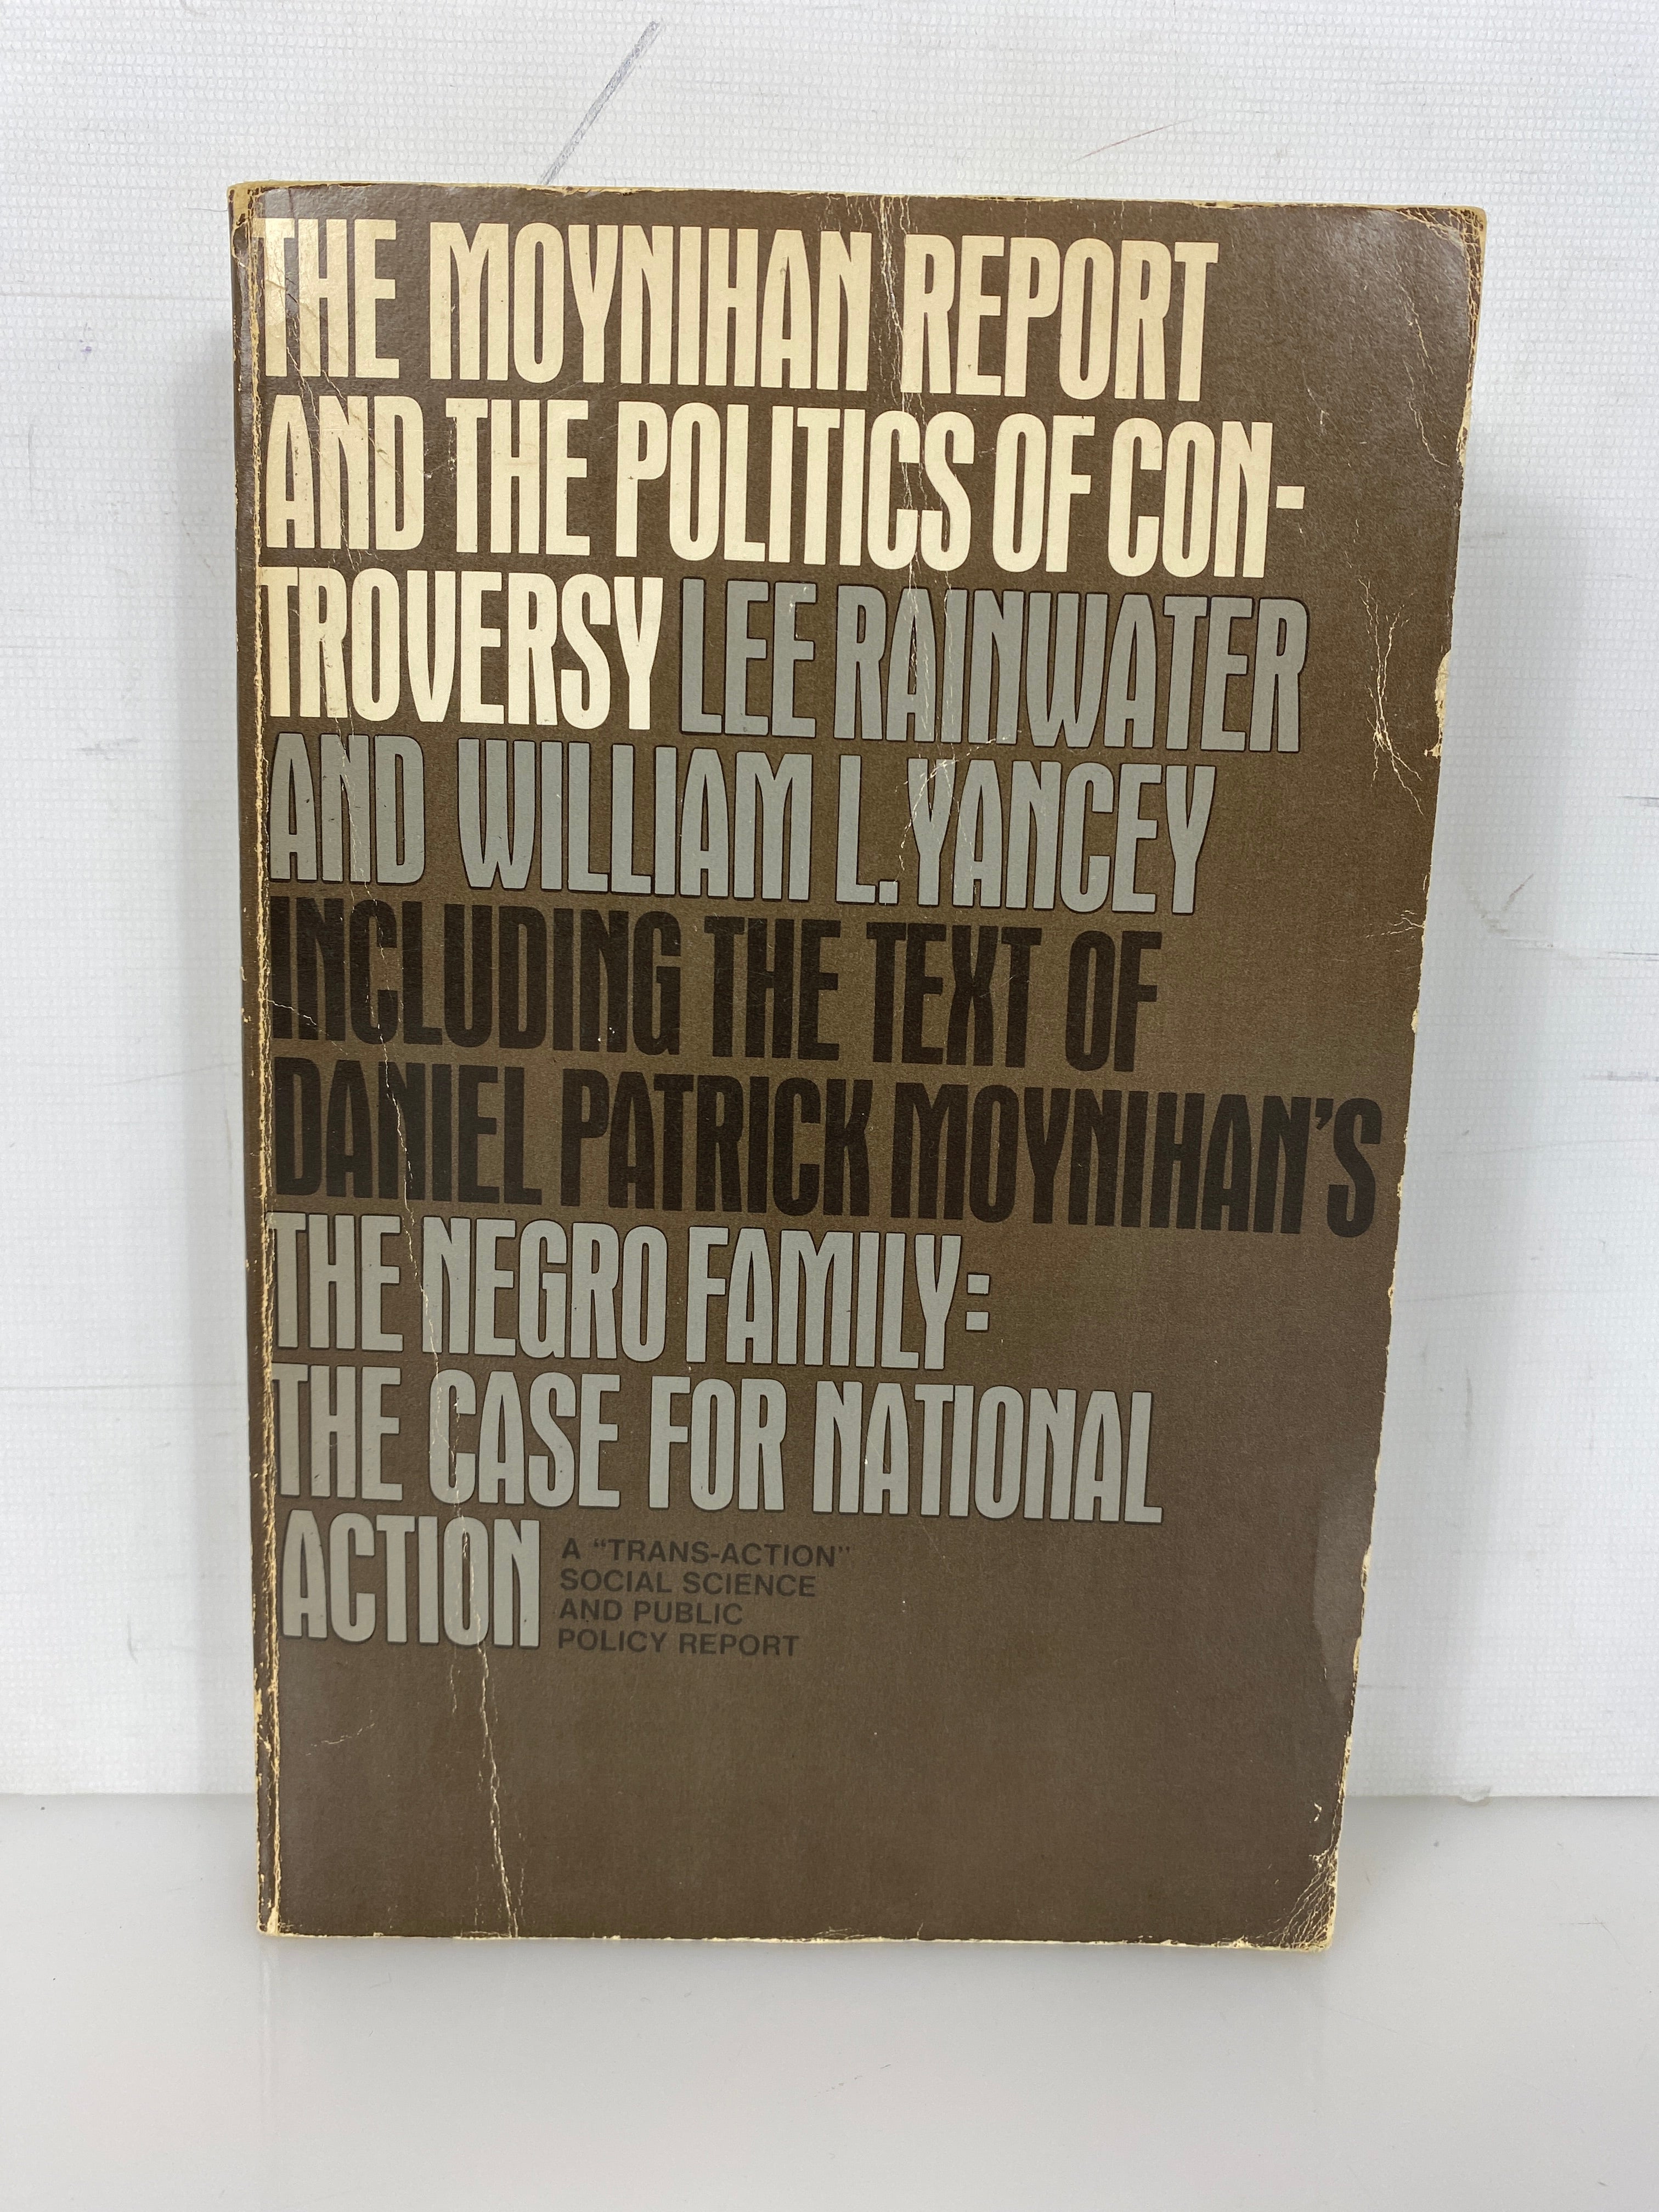 THE MOYNIHAN REPORT
AND THE POLITICS OF CON-
TROVERSY LEE RAINWATER
AND WILLIAM L. YANCEY
INCLUDING THE TEXT OF
DANIEL PATRICK MOYNIHAN'S
THE NEGRO FAMILY:
THE CASE FOR NATIONAL
ACTION
A "TRANS-ACTION"
SOCIAL SCIENCE
AND PUBLIC
POLICY REPORT